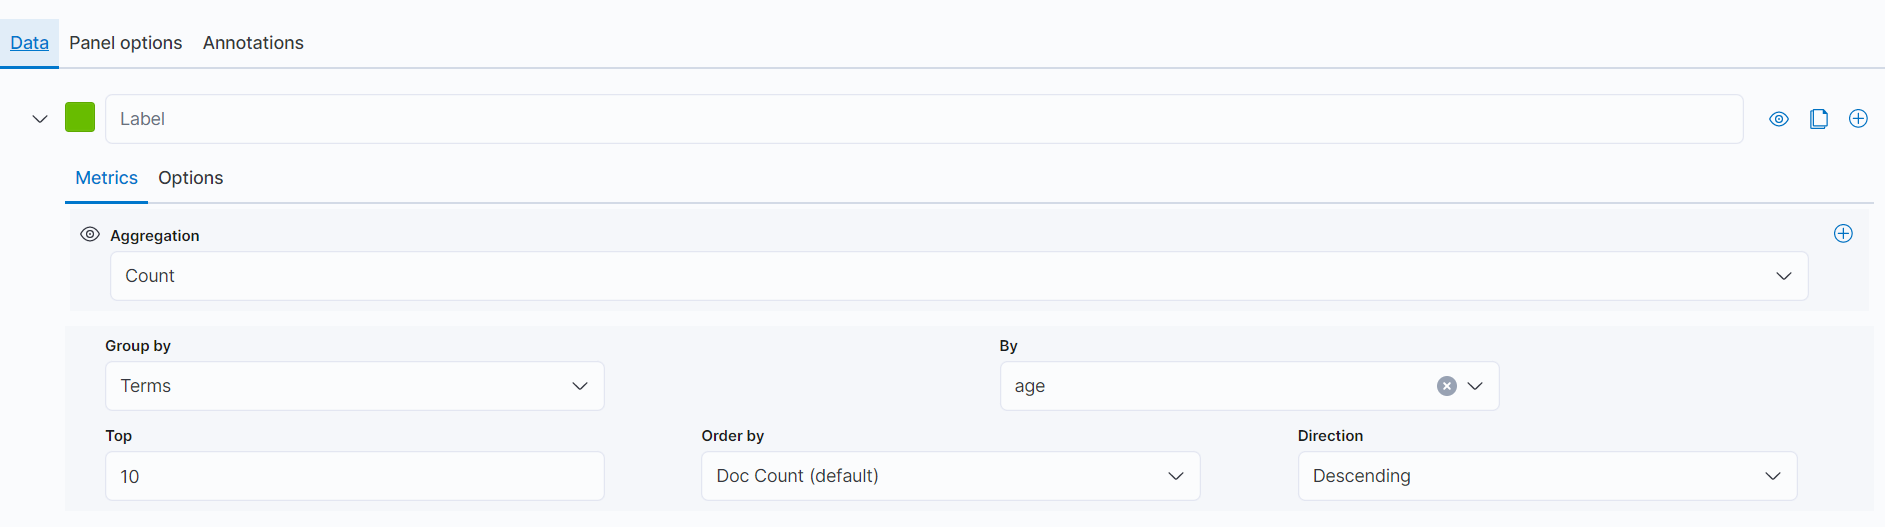 Data Panel options Annotations
Label
Metrics Options
Aggregation
Count
Group by By
Terms age
Top Order by Direction
10 Doc Count (default) Descending